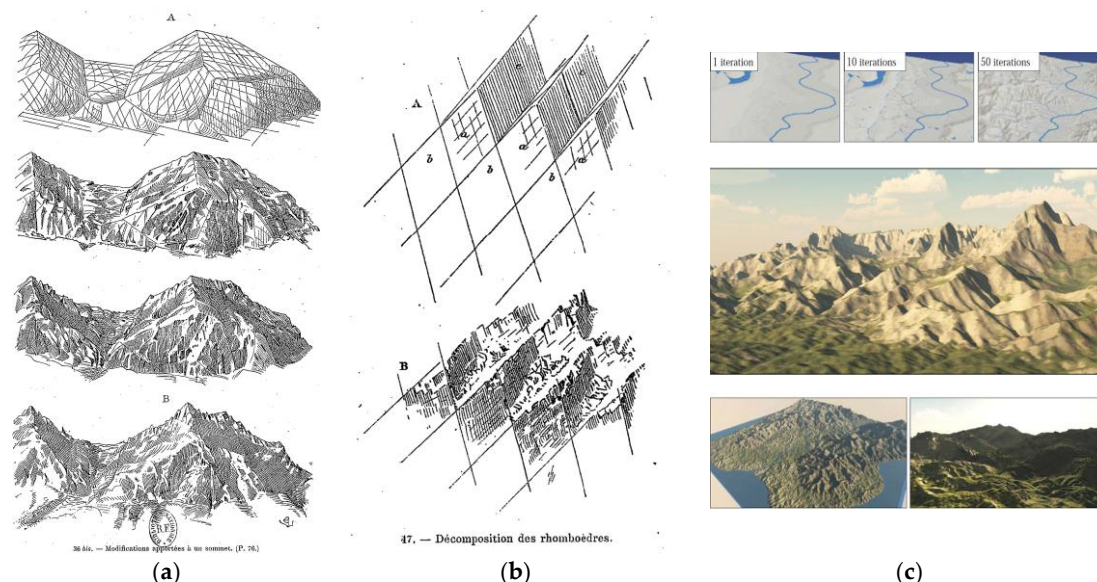 A
B
36 bis. — Modifications apportées à un sommet. (P. 76.)
(a)
A
c
c
a
a
a
b
b
b
B
47. — Décomposition des rhomboèdres.
(b)
1 iteration
10 iterations
50 iterations
(c)